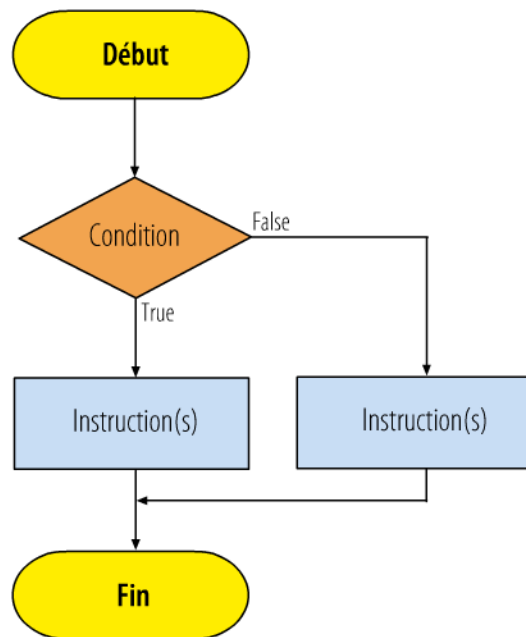 Début
Condition
False
True
Instruction(s)
Instruction(s)
Fin